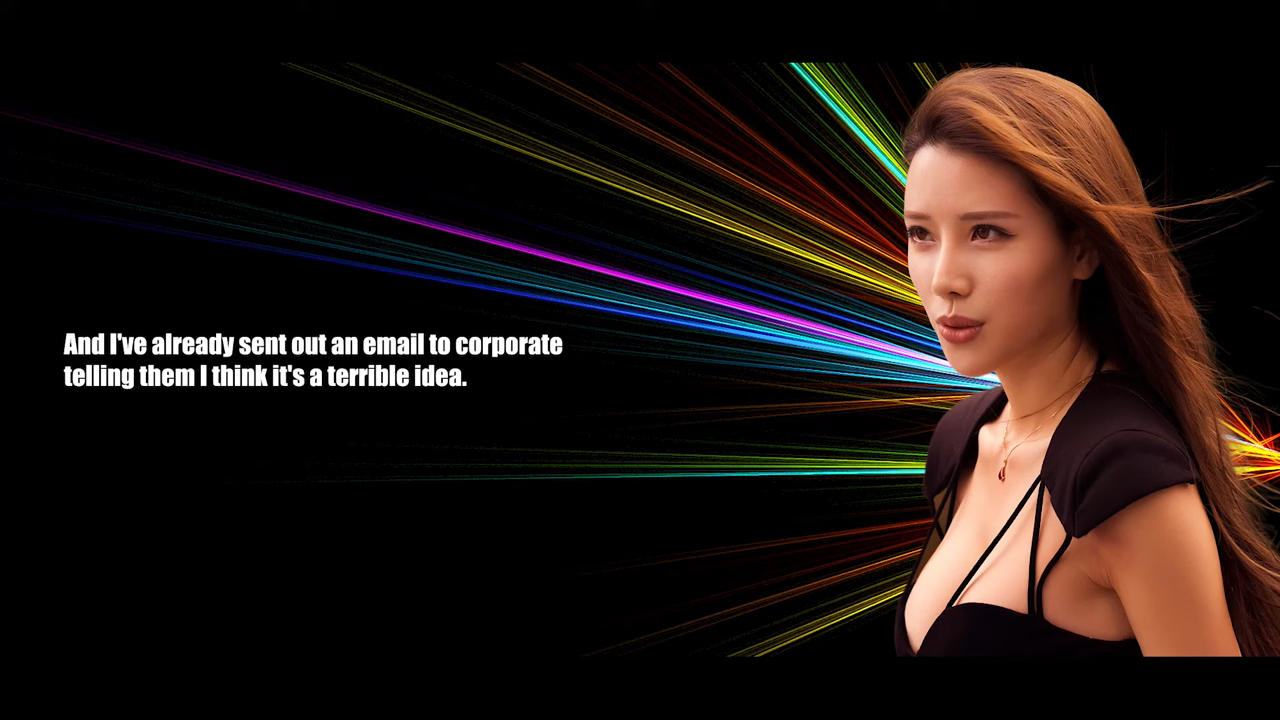 And I've already sent out an email to corporate
telling them I think it's a terrible idea.